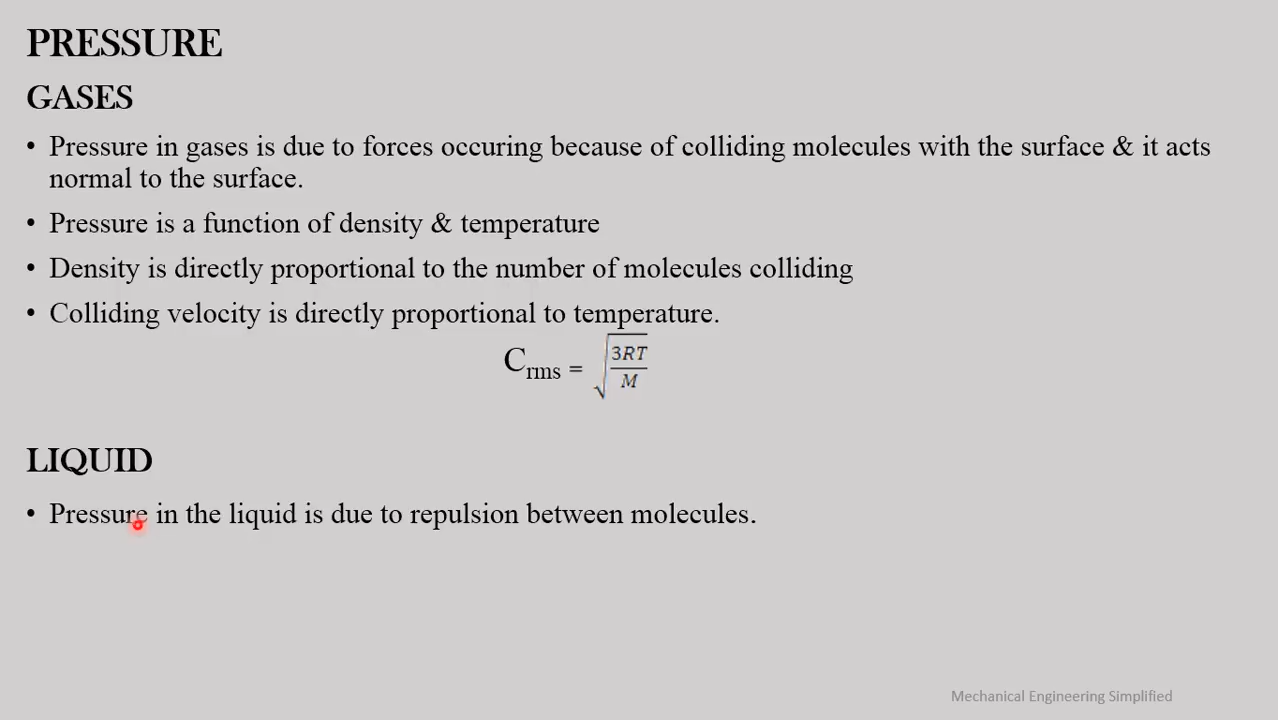 PRESSURE
GASES
• Pressure in gases is due to forces occuring because of colliding molecules with the surface & it acts
normal to the surface.
• Pressure is a function of density & temperature
• Density is directly proportional to the number of molecules colliding
• Colliding velocity is directly proportional to temperature.
Crms = √3RT/M
LIQUID
• Pressure in the liquid is due to repulsion between molecules.
Mechanical Engineering Simplified